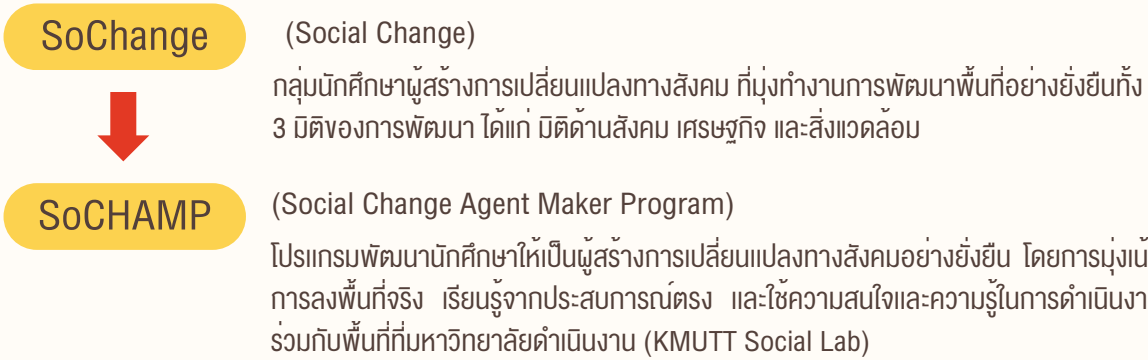 SoChange (Social Change)
กลุ่มนักศึกษาผู้สร้างการเปลี่ยนแปลงทางสังคม ที่มุ่งทำงานการพัฒนาพื้นที่อย่างยั่งยืนทั้ง
3 มิติของการพัฒนา ได้แก่ มิติด้านสังคม เศรษฐกิจ และสิ่งแวดล้อม
SoCHAMP (Social Change Agent Maker Program)
โปรแกรมพัฒนานักศึกษาให้เป็นผู้สร้างการเปลี่ยนแปลงทางสังคมอย่างยั่งยืน โดยการมุ่งเน้
การลงพื้นที่จริง เรียนรู้จากประสบการณ์ตรง และใช้ความสนใจและความรู้ในการดำเนินงา
ร่วมกับพื้นที่ที่มหาวิทยาลัยดำเนินงาน (KMUTT Social Lab)